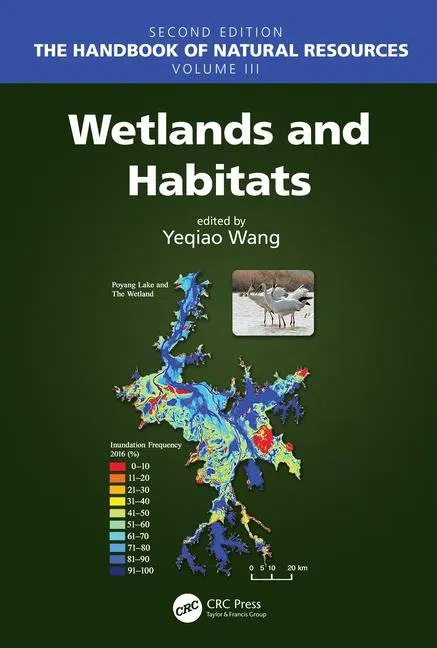 SECOND EDITION
THE HANDBOOK OF NATURAL RESOURCES
VOLUME III
Wetlands and
Habitats
edited by
Yeqiao Wang
Poyang Lake and
The Wetland
Inundation Frequency
2016 (%)
0–10
11–20
21–30
31–40
41–50
51–60
61–70
71–80
81–90
91–100
0 5 10 20 km
CRC
CRC Press
Taylor & Francis Group